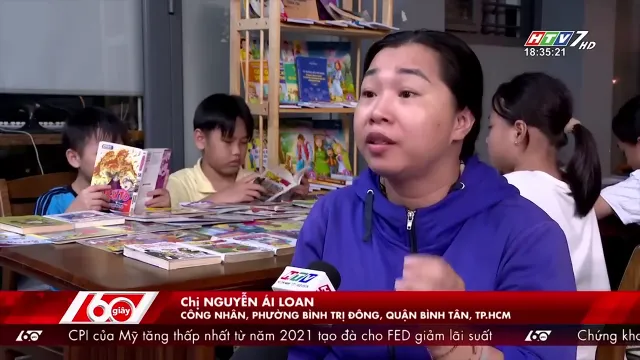 HTV7 HD
18:35:21
HTV
60 giây
Chị NGUYỄN ÁI LOAN
CÔNG NHÂN, PHƯỜNG BÌNH TRỊ ĐÔNG, QUẬN BÌNH TÂN, TP.HCM
CPI của Mỹ tăng thấp nhất từ năm 2021 tạo đà cho FED giảm lãi suất
Chứng kho